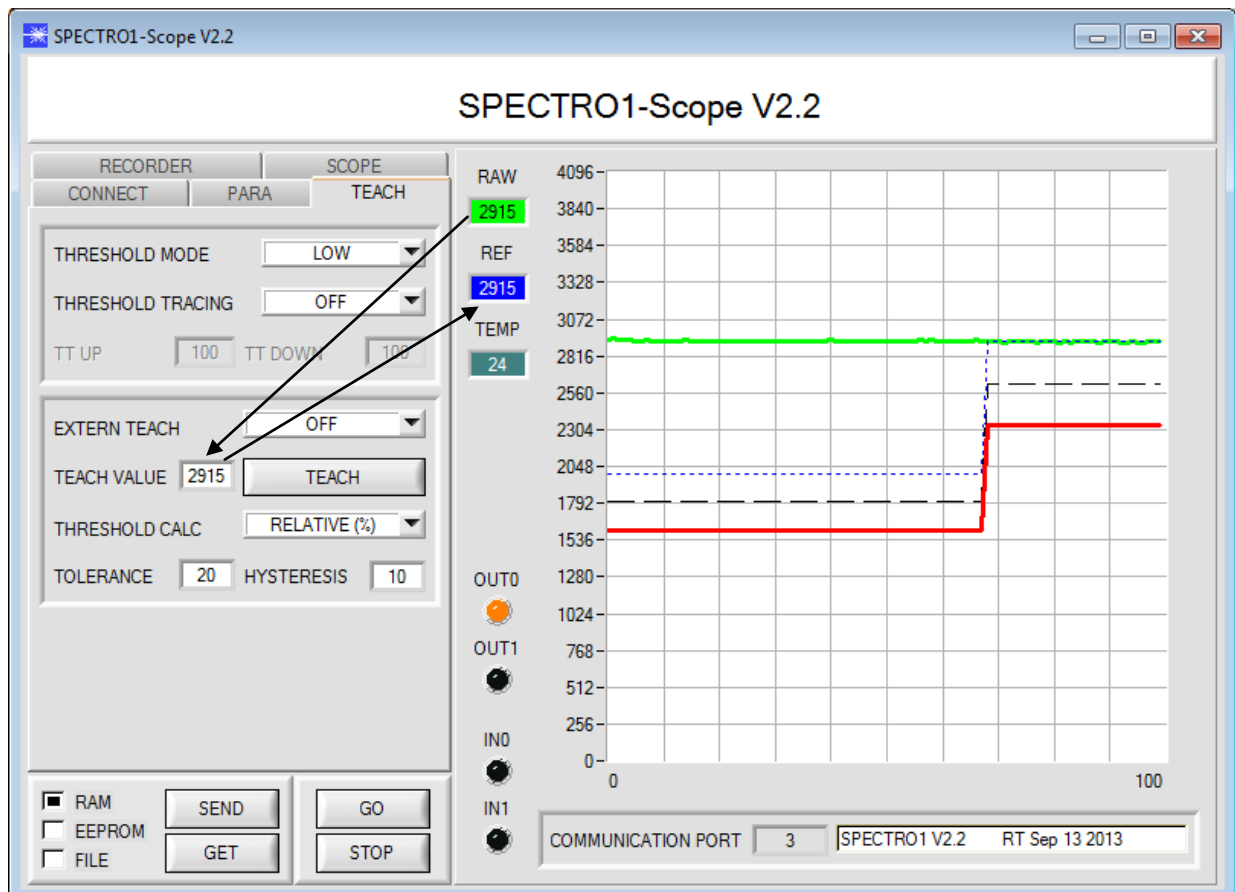 SPECTRO1-Scope V2.2
SPECTRO1-Scope V2.2
RECORDER SCOPE
CONNECT PARA TEACH
THRESHOLD MODE LOW
THRESHOLD TRACING OFF
TT UP 100 TT DOWN 100
EXTERN TEACH OFF
TEACH VALUE 2915 TEACH
THRESHOLD CALC RELATIVE (%)
TOLERANCE 20 HYSTERESIS 10
RAM
EEPROM
FILE
SEND
GET
GO
STOP
RAW
2915
REF
2915
TEMP
24
OUT0
OUT1
IN0
IN1
4096
3840
3584
3328
3072
2816
2560
2304
2048
1792
1536
1280
1024
768
512
256
0
0 100
COMMUNICATION PORT 3 SPECTRO1 V2.2 RT Sep 13 2013